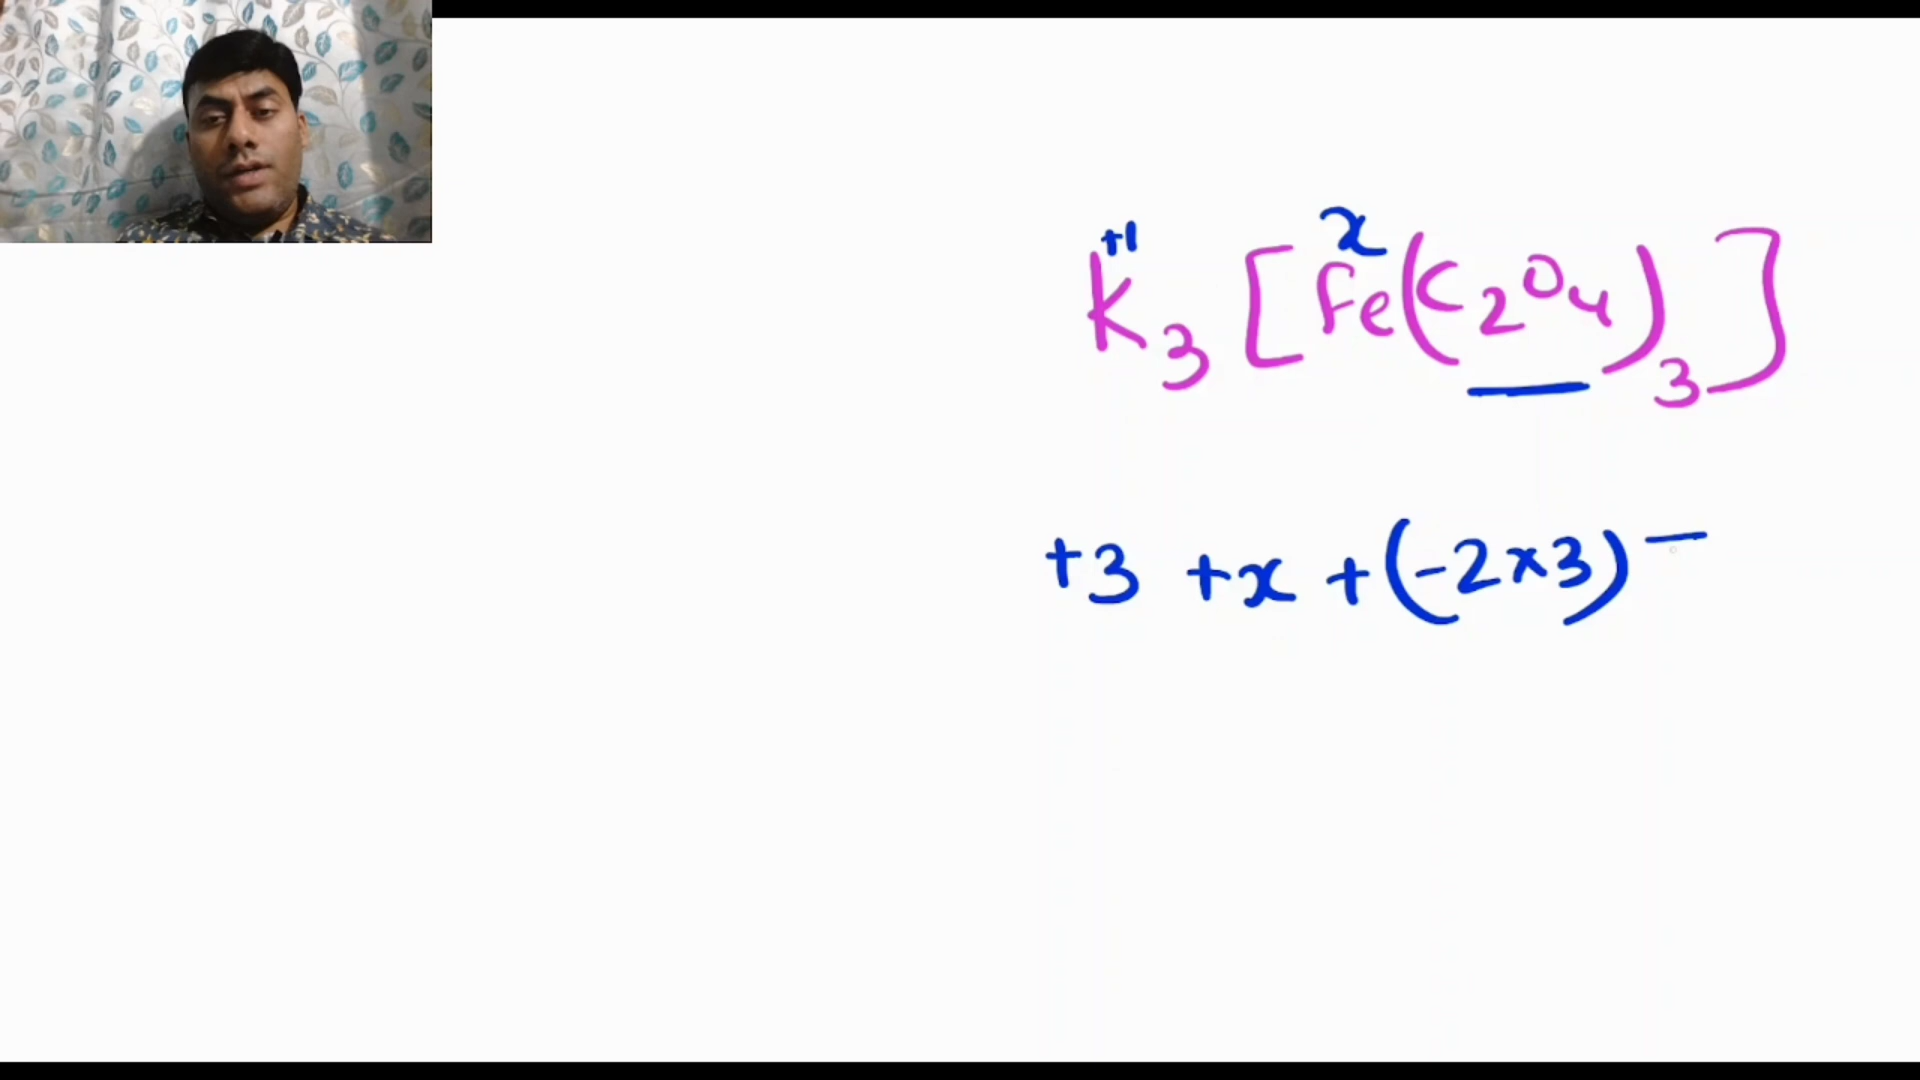 +1 x
K3[Fe(C2O4)3]
+3 +x +(-2×3) –